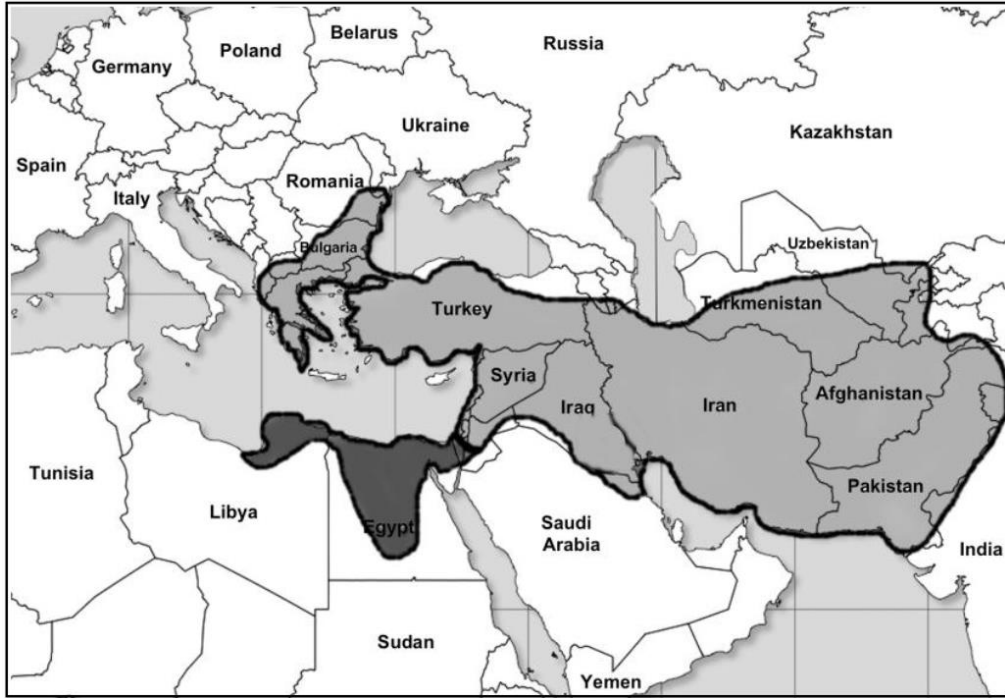 Belarus
Russia
Poland
Germany
Ukraine
Kazakhstan
Spain
Romania
Italy
Uzbekistan
Bulgaria
Turkmenistan
Turkey
Syria
Afghanistan
Iraq
Iran
Tunisia
Pakistan
Libya
Egypt
Saudi
Arabia
India
Sudan
Yemen